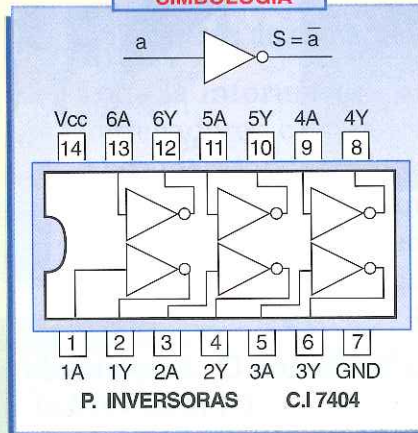 SIMBOLOGIA
a S = a̅
Vcc 6A 6Y 5A 5Y 4A 4Y
14 13 12 11 10 9 8
1 2 3 4 5 6 7
1A 1Y 2A 2Y 3A 3Y GND
P. INVERSORAS C.I 7404